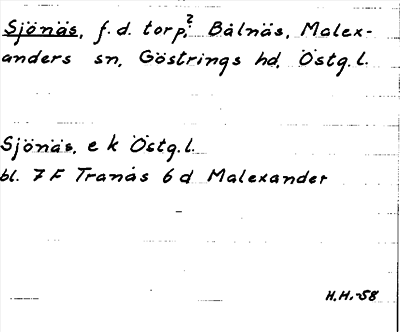 Sjönäs, f.d. torp,? Bålnäs, Malex-
anders sn, Göstrings hd, Östg.l.
Sjönäs, e k Östg.l.
bl. 7 F Tranås 6 d Malexander
H.H.-58